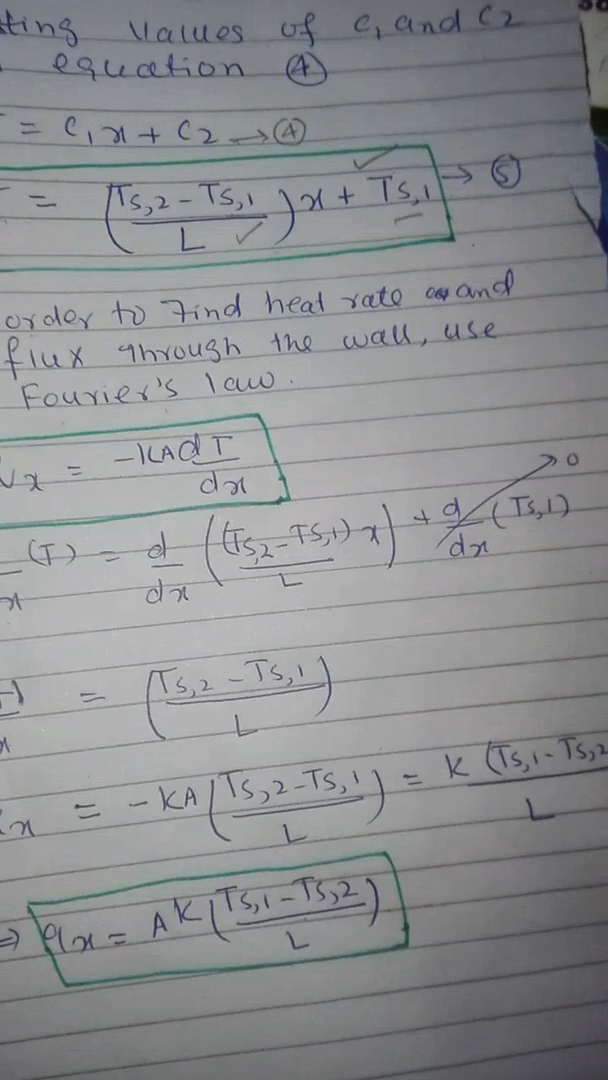 ting values of C1 and C2
equation ④
= C1x + C2 → ④
= (Ts,2 - Ts,1 / L) x + Ts,1 → ⑤
order to find heat rate and
flux through the wall, use
Fourier's law.
x = -KA dT/dx
(T) = d/dx ((Ts,2 - Ts,1) x / L) + d/dx (Ts,1) → 0
= (Ts,2 - Ts,1 / L)
x = -KA (Ts,2 - Ts,1 / L) = K (Ts,1 - Ts,2 / L
⇒ qx = AK (Ts,1 - Ts,2 / L)